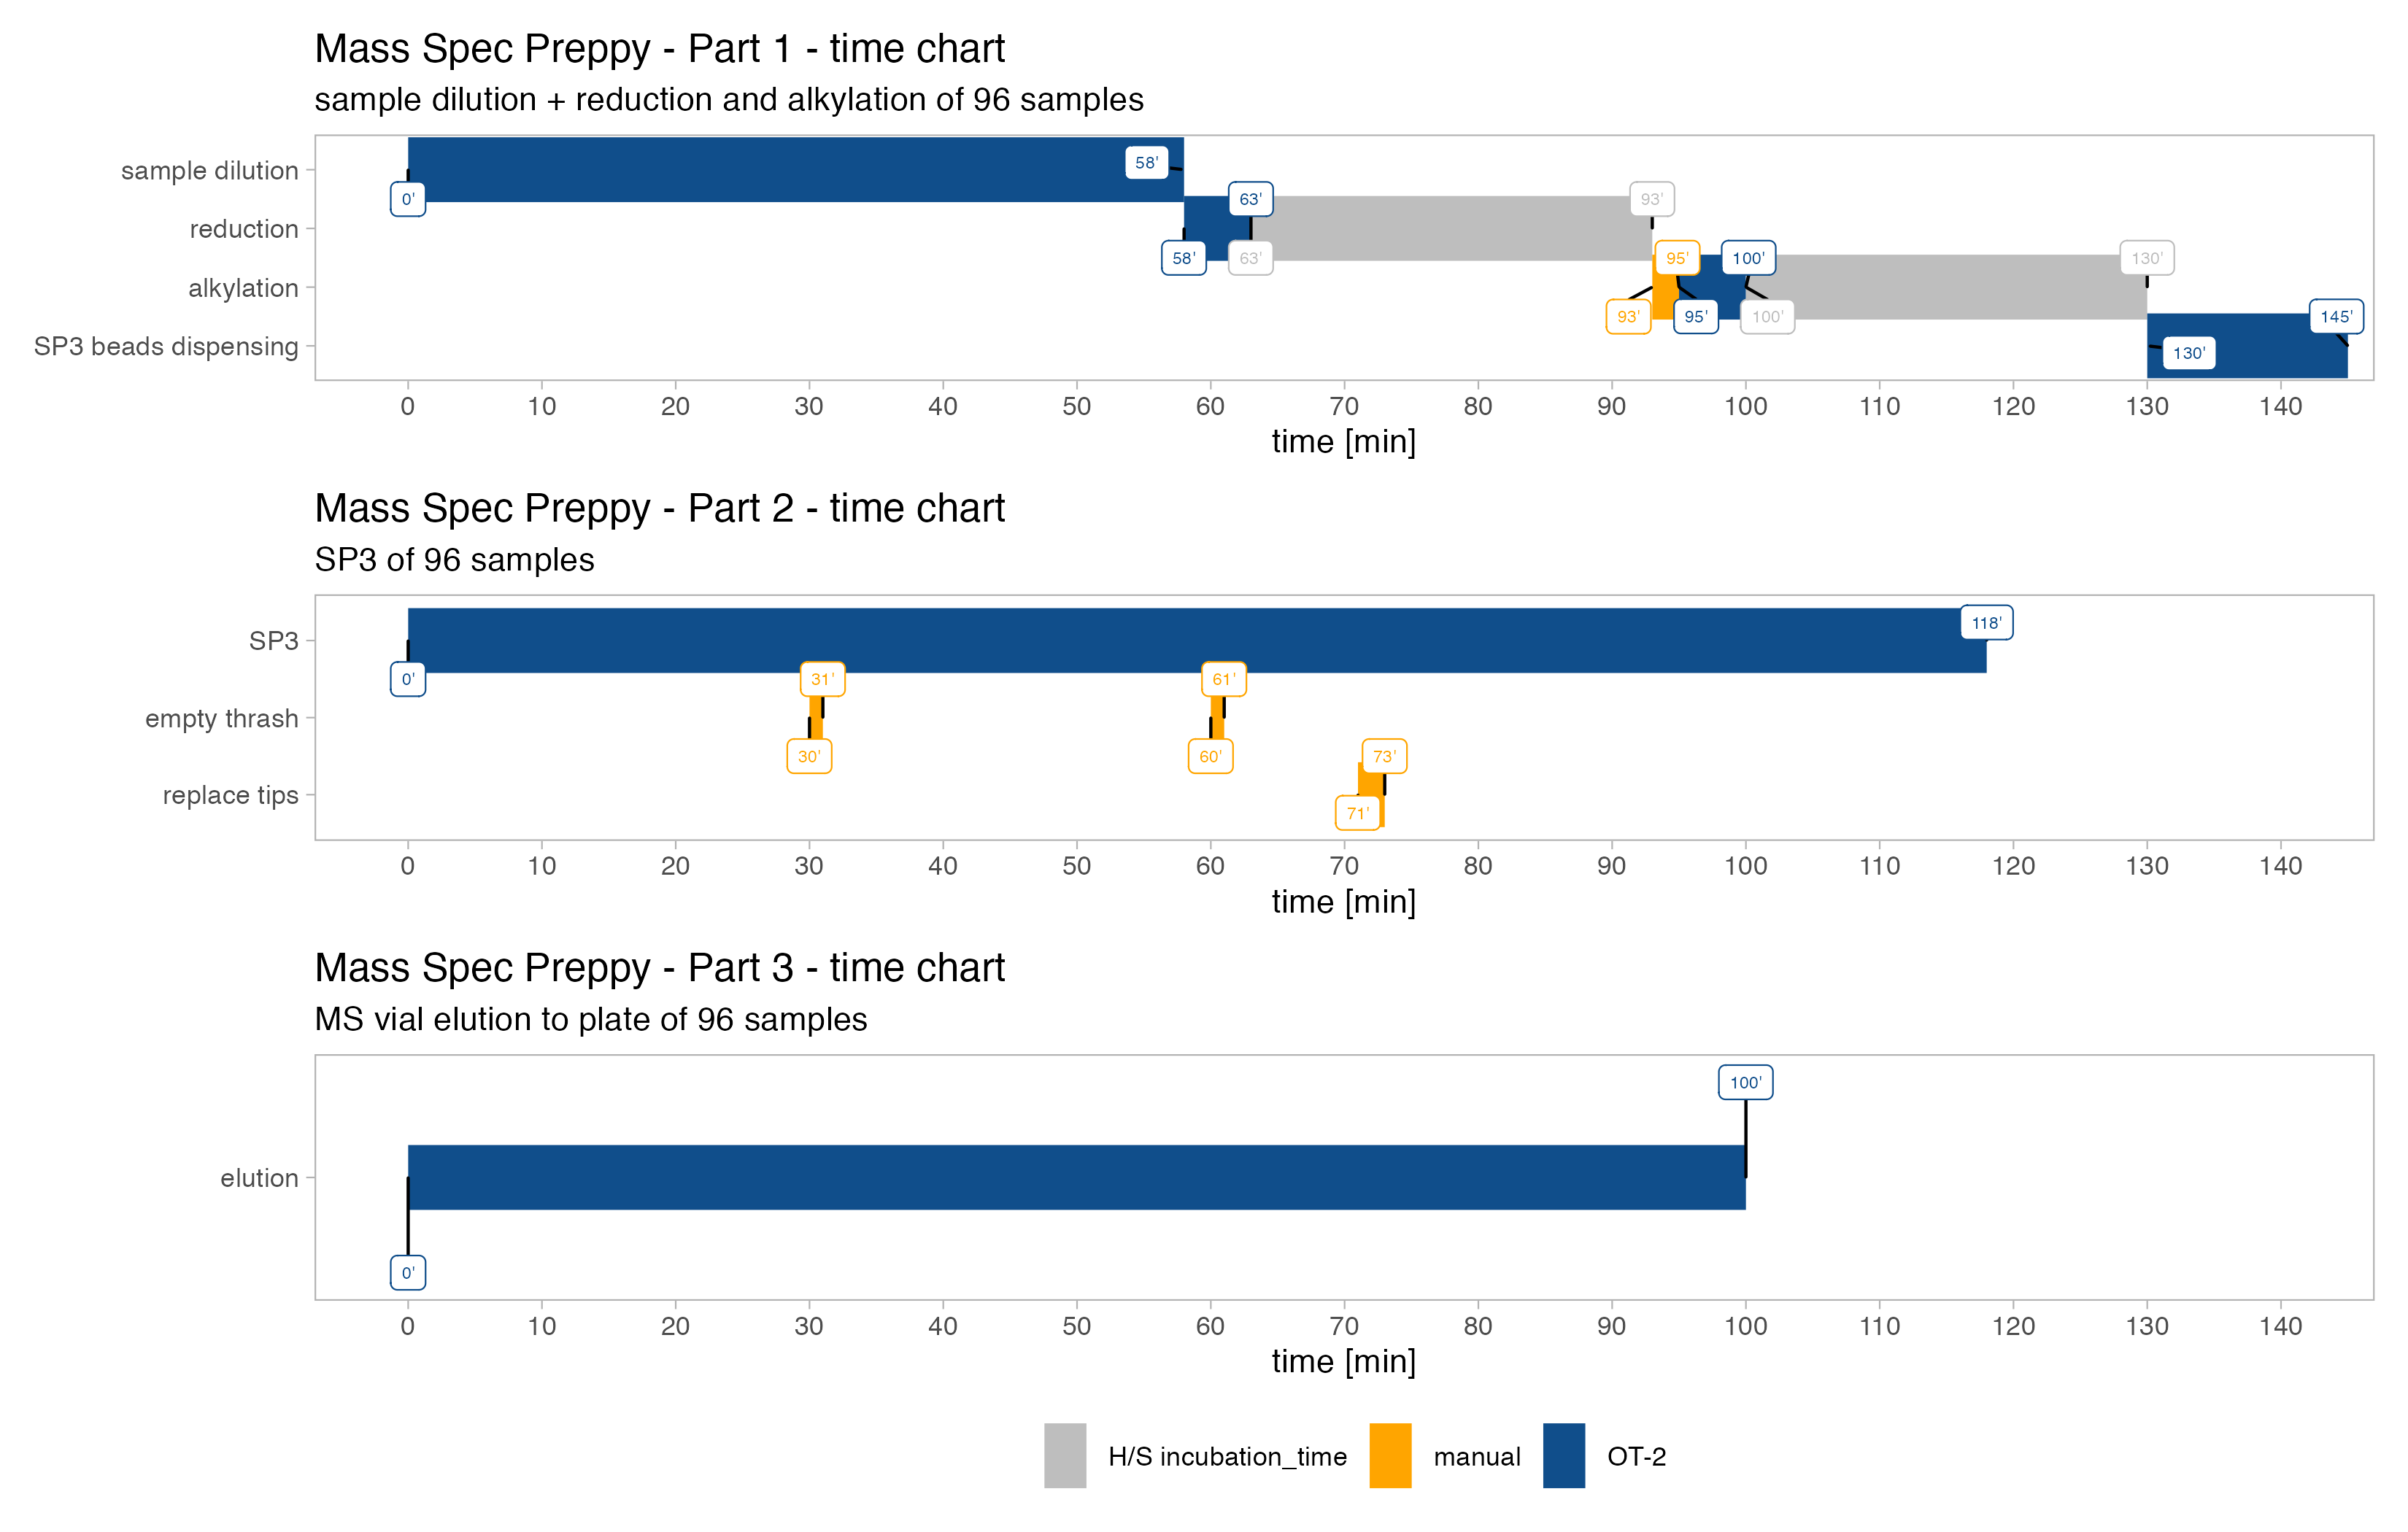 Mass Spec Preppy - Part 1 - time chart
sample dilution + reduction and alkylation of 96 samples
sample dilution
58'
0'
63'
93'
reduction
58'
63'
95'
100'
130'
alkylation
93'
95'
100'
145'
SP3 beads dispensing
130'
0 10 20 30 40 50 60 70 80 90 100 110 120 130 140
time [min]
Mass Spec Preppy - Part 2 - time chart
SP3 of 96 samples
118'
SP3
0'
31'
61'
empty thrash
30'
60'
73'
replace tips
71'
0 10 20 30 40 50 60 70 80 90 100 110 120 130 140
time [min]
Mass Spec Preppy - Part 3 - time chart
MS vial elution to plate of 96 samples
100'
elution
0'
0 10 20 30 40 50 60 70 80 90 100 110 120 130 140
time [min]
H/S incubation_time manual OT-2